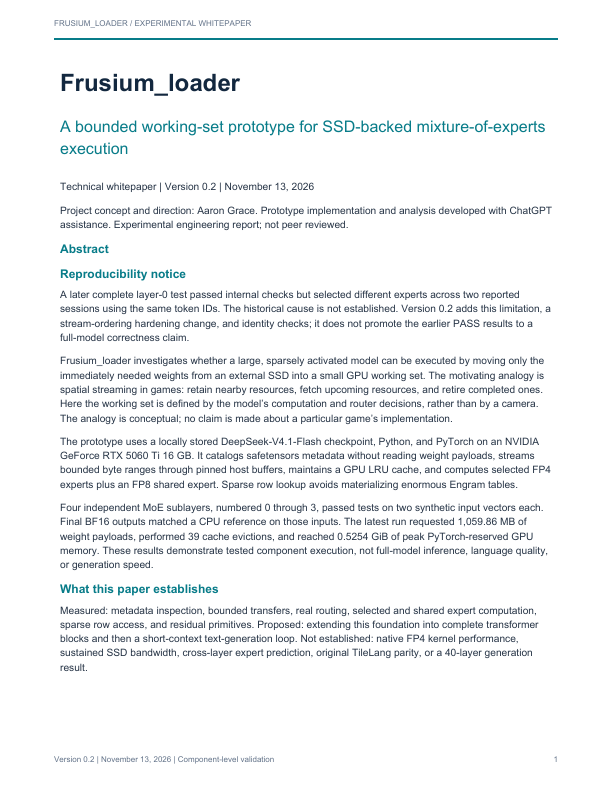 FRUSIUM_LOADER / EXPERIMENTAL WHITEPAPER
Frusium_loader
A bounded working-set prototype for SSD-backed mixture-of-experts
execution
Technical whitepaper | Version 0.2 | November 13, 2026
Project concept and direction: Aaron Grace. Prototype implementation and analysis developed with ChatGPT
assistance. Experimental engineering report; not peer reviewed.
Abstract
Reproducibility notice
A later complete layer-0 test passed internal checks but selected different experts across two reported
sessions using the same token IDs. The historical cause is not established. Version 0.2 adds this limitation, a
stream-ordering hardening change, and identity checks; it does not promote the earlier PASS results to a
full-model correctness claim.
Frusium_loader investigates whether a large, sparsely activated model can be executed by moving only the
immediately needed weights from an external SSD into a small GPU working set. The motivating analogy is
spatial streaming in games: retain nearby resources, fetch upcoming resources, and retire completed ones.
Here the working set is defined by the model's computation and router decisions, rather than by a camera.
The analogy is conceptual; no claim is made about a particular game's implementation.
The prototype uses a locally stored DeepSeek-V4.1-Flash checkpoint, Python, and PyTorch on an NVIDIA
GeForce RTX 5060 Ti 16 GB. It catalogs safetensors metadata without reading weight payloads, streams
bounded byte ranges through pinned host buffers, maintains a GPU LRU cache, and computes selected FP4
experts plus an FP8 shared expert. Sparse row lookup avoids materializing enormous Engram tables.
Four independent MoE sublayers, numbered 0 through 3, passed tests on two synthetic input vectors each.
Final BF16 outputs matched a CPU reference on those inputs. The latest run requested 1,059.86 MB of
weight payloads, performed 39 cache evictions, and reached 0.5254 GiB of peak PyTorch-reserved GPU
memory. These results demonstrate tested component execution, not full-model inference, language quality,
or generation speed.
What this paper establishes
Measured: metadata inspection, bounded transfers, real routing, selected and shared expert computation,
sparse row access, and residual primitives. Proposed: extending this foundation into complete transformer
blocks and then a short-context text-generation loop. Not established: native FP4 kernel performance,
sustained SSD bandwidth, cross-layer expert prediction, original TileLang parity, or a 40-layer generation
result.
Version 0.2 | November 13, 2026 | Component-level validation
1